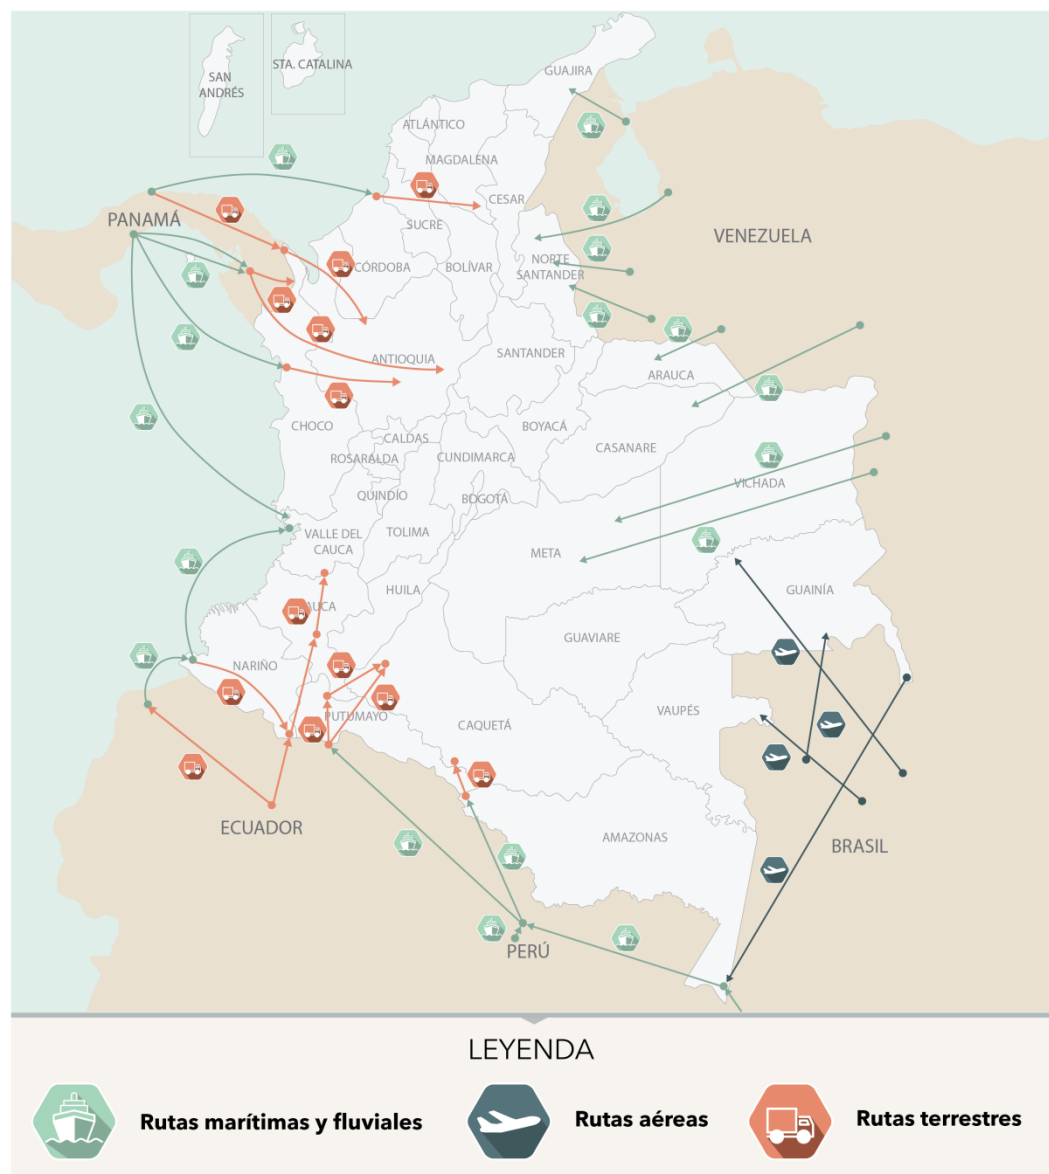 SAN
ANDRÉS
STA. CATALINA
GUAJIRA
ATLÁNTICO
MAGDALENA
CESAR
PANAMÁ
SUCRE
VENEZUELA
CÓRDOBA
BOLÍVAR
NORTE
SANTANDER
SANTANDER
ANTIOQUIA
ARAUCA
CHOCO
CALDAS
BOYACÁ
CASANARE
ROSARALDA
CUNDIMARCA
VICHADA
QUINDÍO
BOGOTÁ
VALLE DEL
CAUCA
TOLIMA
META
HUILA
GUAINÍA
AUCA
GUAVIARE
NARIÑO
PUTUMAYO
CAQUETÁ
VAUPÉS
ECUADOR
AMAZONAS
BRASIL
PERÚ
LEYENDA
Rutas marítimas y fluviales
Rutas aéreas
Rutas terrestres